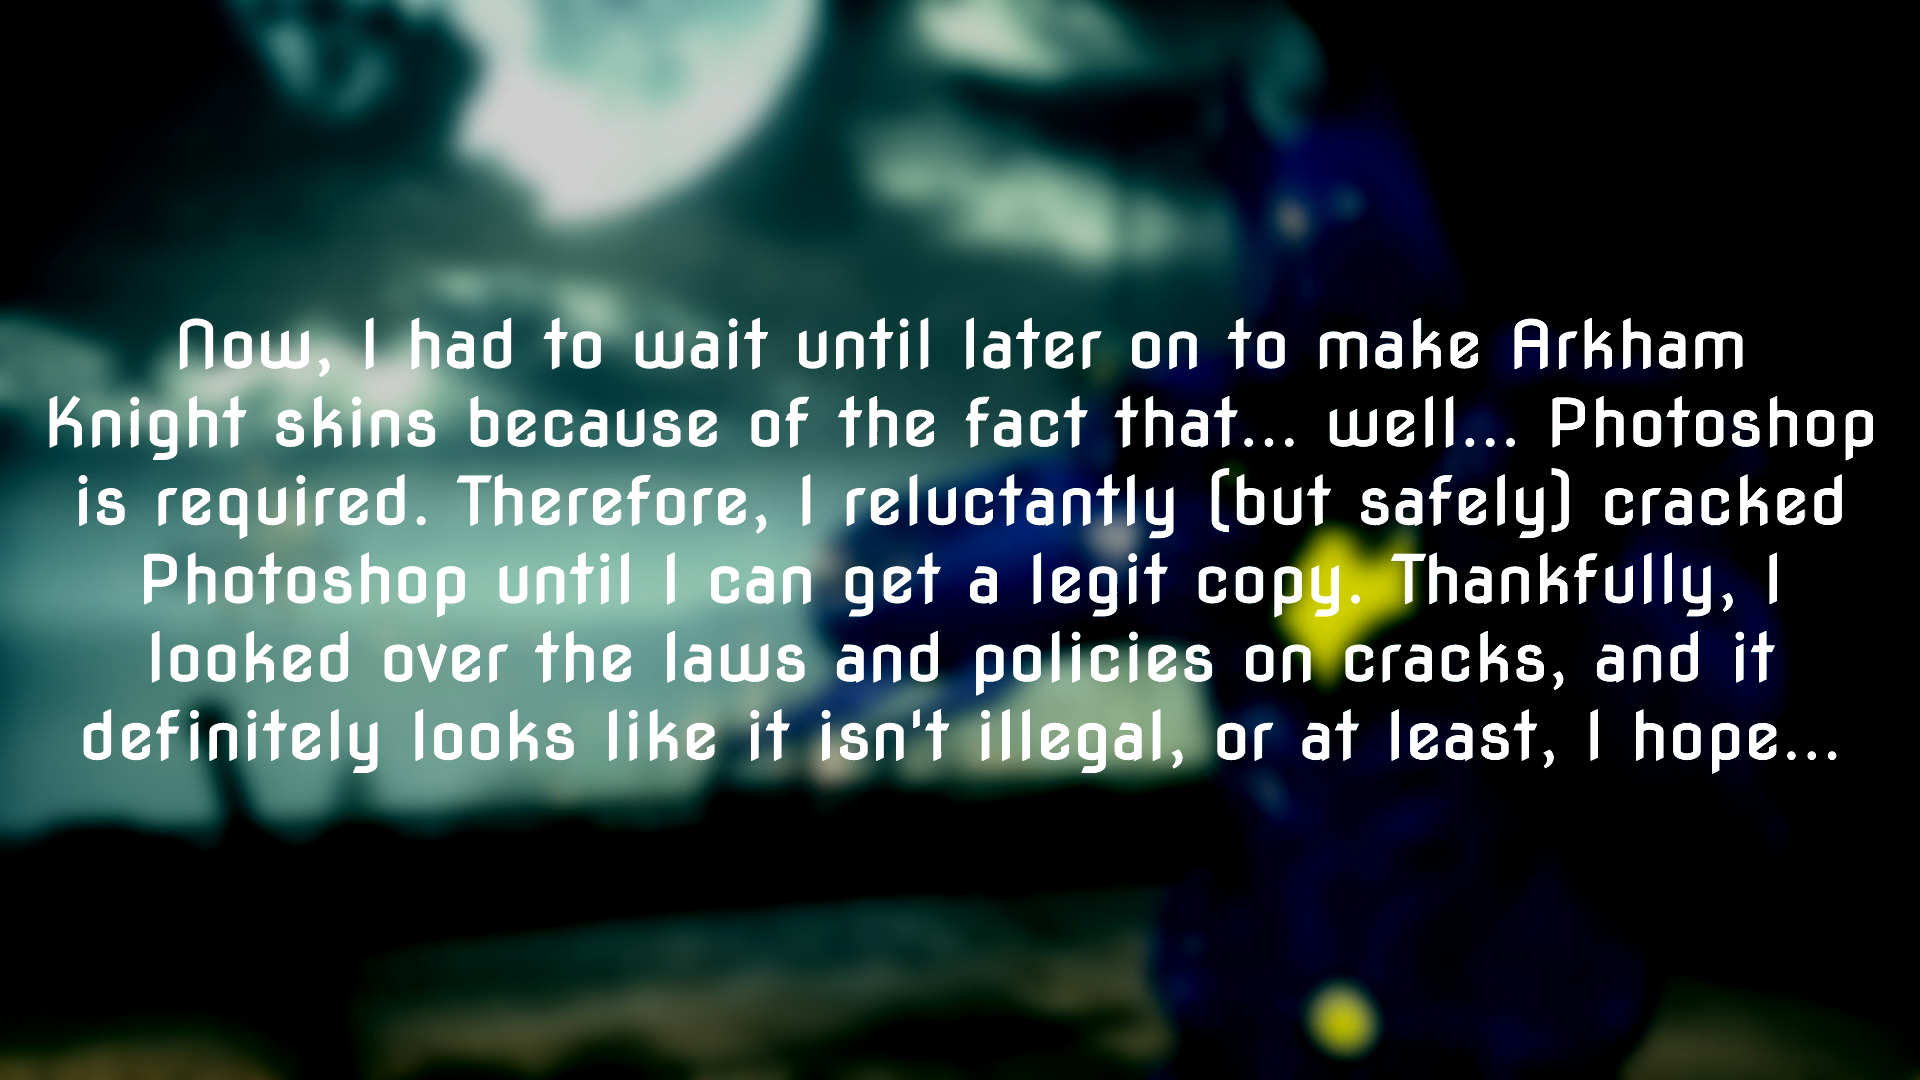 Now, I had to wait until later on to make Arkham
Knight skins because of the fact that... well... Photoshop
is required. Therefore, I reluctantly (but safely) cracked
Photoshop until I can get a legit copy. Thankfully, I
looked over the laws and policies on cracks, and it
definitely looks like it isn't illegal, or at least, I hope...